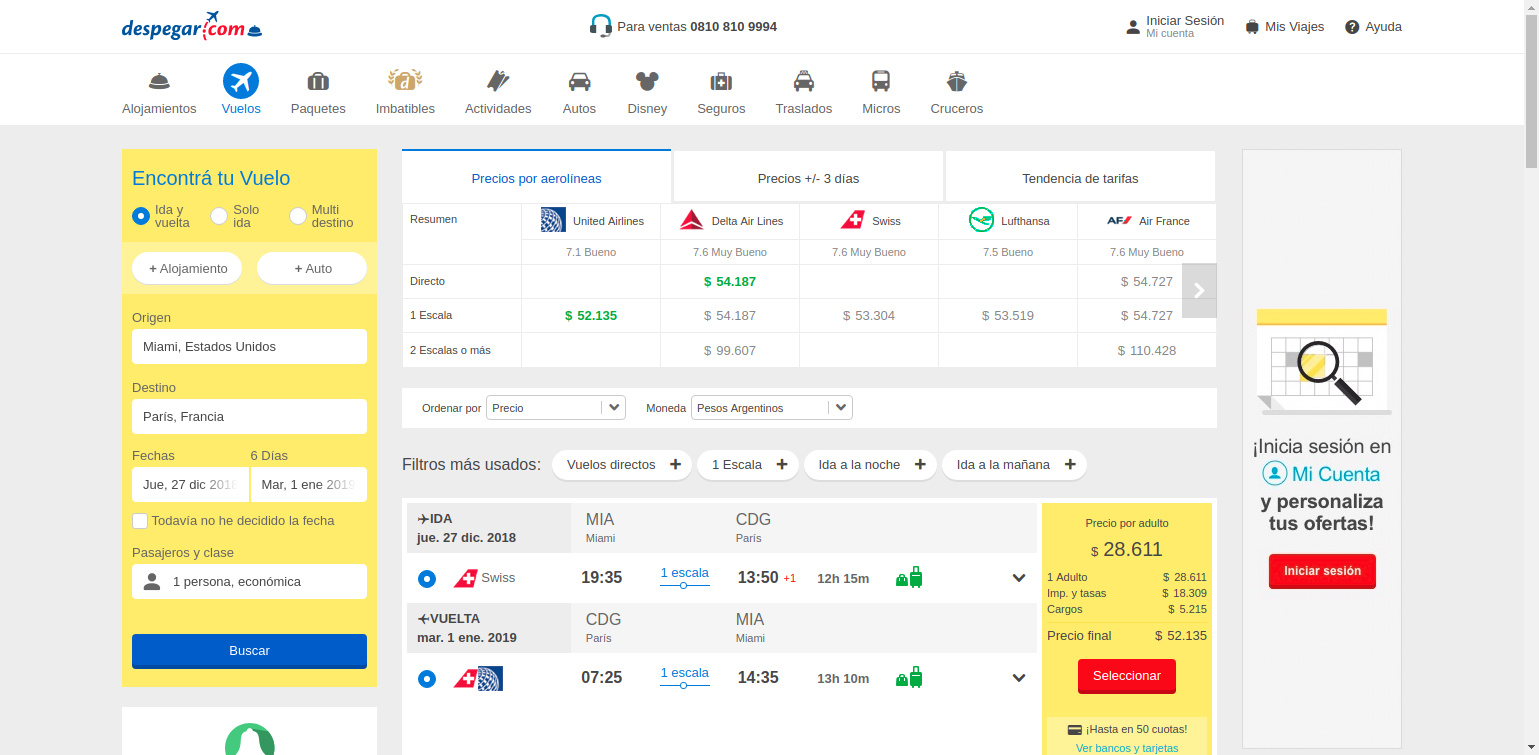 despegar.com
Para ventas 0810 810 9994
Iniciar Sesión
Mi cuenta
Mis Viajes
Ayuda
Alojamientos
Vuelos
Paquetes
Imbatibles
Actividades
Autos
Disney
Seguros
Traslados
Micros
Cruceros
Encontrá tu Vuelo
Ida y vuelta
Solo ida
Multi destino
+ Alojamiento
+ Auto
Origen
Miami, Estados Unidos
Destino
París, Francia
Fechas
6 Días
Jue, 27 dic 2018
Mar, 1 ene 2019
Todavía no he decidido la fecha
Pasajeros y clase
1 persona, económica
Buscar
Precios por aerolíneas
Precios +/- 3 días
Tendencia de tarifas
Resumen
United Airlines
Delta Air Lines
Swiss
Lufthansa
AF Air France
7.1 Bueno
7.6 Muy Bueno
7.6 Muy Bueno
7.5 Bueno
7.6 Muy Bueno
Directo
$ 54.187
$ 54.727
1 Escala
$ 52.135
$ 54.187
$ 53.304
$ 53.519
$ 54.727
2 Escalas o más
$ 99.607
$ 110.428
Ordenar por
Precio
Moneda
Pesos Argentinos
Filtros más usados:
Vuelos directos +
1 Escala +
Ida a la noche +
Ida a la mañana +
IDA
jue. 27 dic. 2018
MIA
Miami
CDG
París
Swiss
19:35
1 escala
13:50 +1
12h 15m
VUELTA
mar. 1 ene. 2019
CDG
París
MIA
Miami
07:25
1 escala
14:35
13h 10m
Precio por adulto
$ 28.611
1 Adulto $ 28.611
Imp. y tasas $ 18.309
Cargos $ 5.215
Precio final $ 52.135
Seleccionar
¡Hasta en 50 cuotas!
Ver bancos y tarjetas
¡Inicia sesión en
Mi Cuenta
y personaliza
tus ofertas!
Iniciar sesión